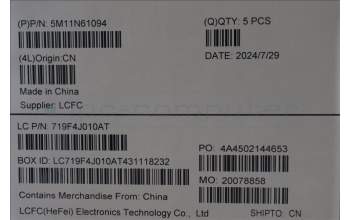 (P)P/N: 5M11N61094
(Q)QTY: 5 PCS
(4L)Origin:CN
DATE: 2024/7/29
Made in China
Supplier: LCFC
LC P/N: 719F4J010AT
PO: 4A4502144653
BOX ID: LC719F4J010AT431118232
MO: 20078858
Contains Merchandise From: China
LCFC(HeFei) Electronics Technology Co., Ltd
SHIPTO: CN